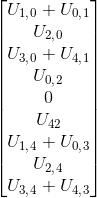 U_{1,0} + U_{0,1}
U_{2,0}
U_{3,0} + U_{4,1}
U_{0,2}
0
U_{42}
U_{1,4} + U_{0,3}
U_{2,4}
U_{3,4} + U_{4,3}